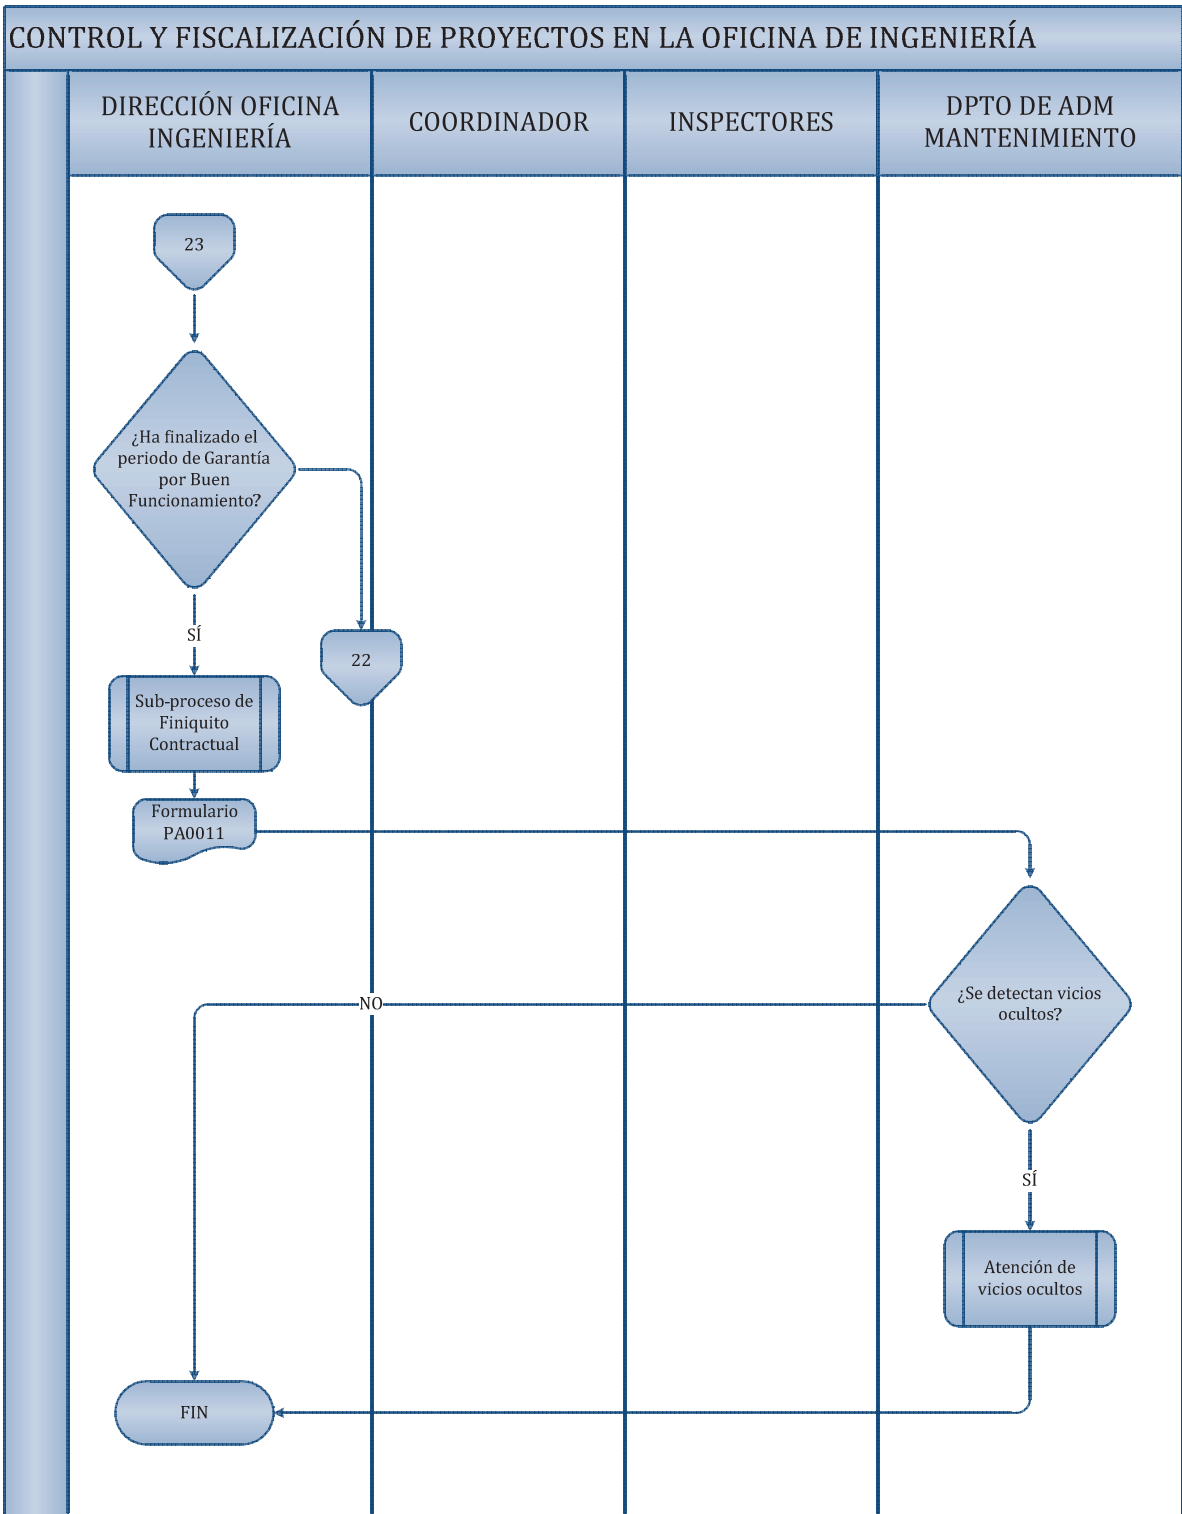 CONTROL Y FISCALIZACIÓN DE PROYECTOS EN LA OFICINA DE INGENIERÍA
DIRECCIÓN OFICINA
INGENIERÍA
COORDINADOR
INSPECTORES
DPTO DE ADM
MANTENIMIENTO
23
¿Ha finalizado el
periodo de Garantía
por Buen
Funcionamiento?
SÍ
22
Sub-proceso de
Finiquito
Contractual
Formulario
PA0011
¿Se detectan vicios
ocultos?
NO
SÍ
Atención de
vicios ocultos
FIN